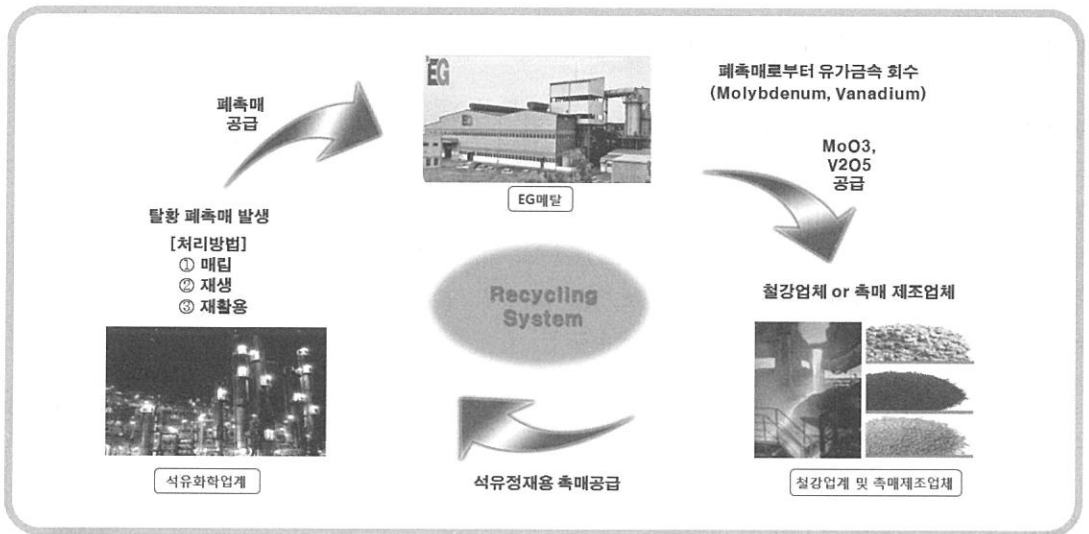 EG
폐촉매로부터 유가금속 회수
(Molybdenum, Vanadium)
폐촉매
공급
MoO3,
V2O5
공급
EG메탈
탈황 폐촉매 발생
[처리방법]
① 매립
② 재생
③ 재활용
Recycling
System
철강업체 or 촉매 제조업체
석유화학업계
석유정재용 촉매공급
철강업계 및 촉매제조업체